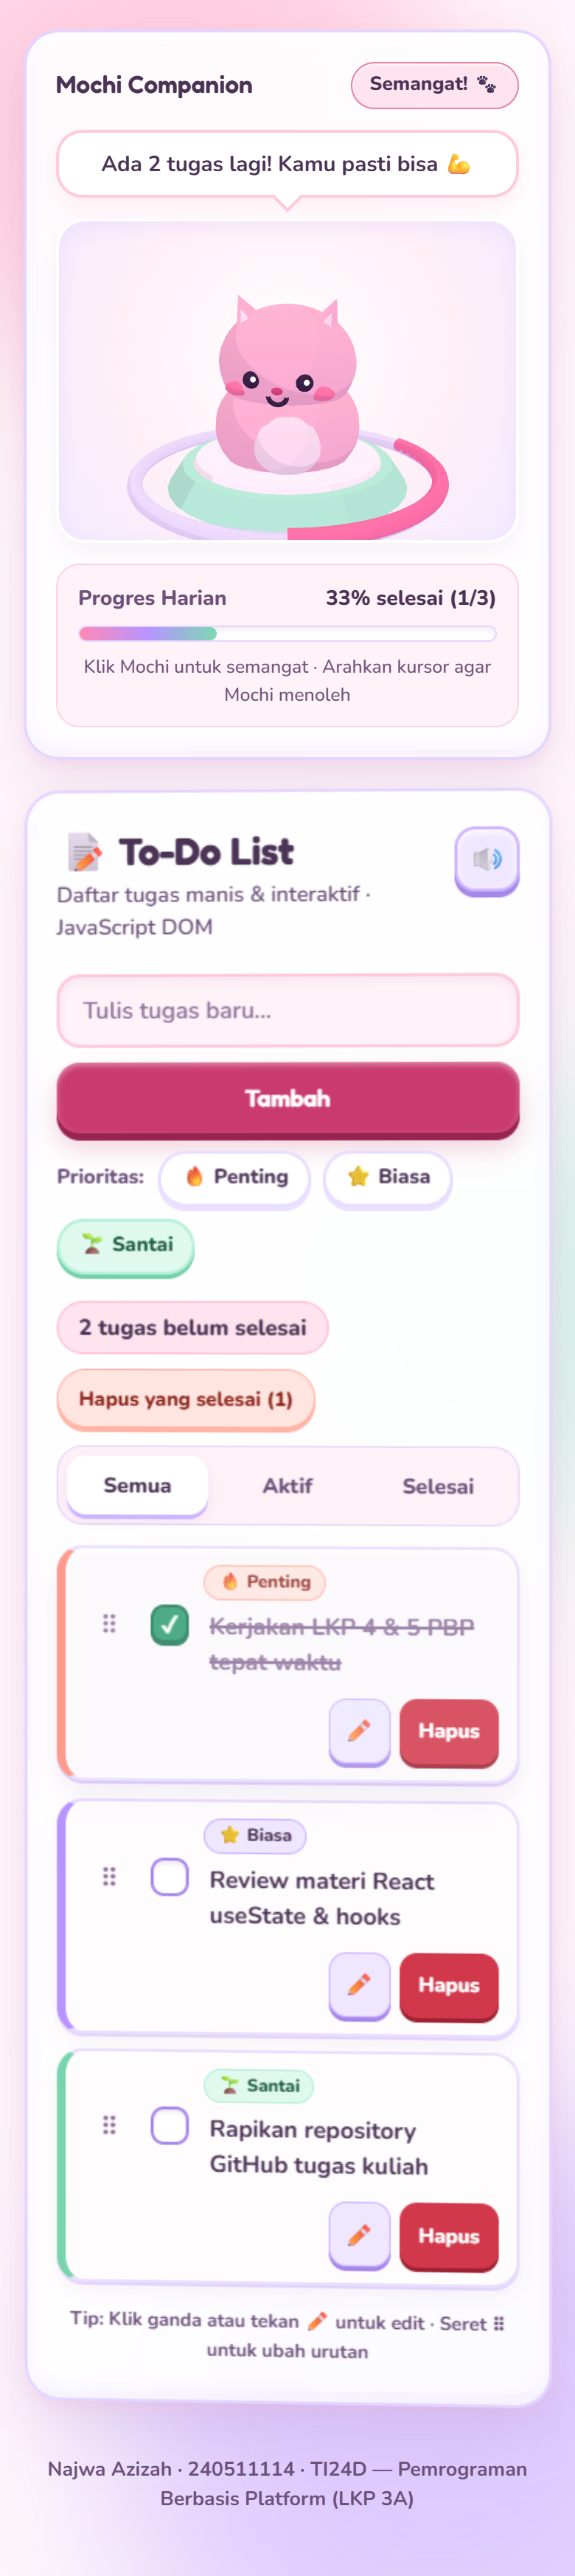 Mochi Companion
Semangat! 🐾
Ada 2 tugas lagi! Kamu pasti bisa 💪
Progres Harian
33% selesai (1/3)
Klik Mochi untuk semangat · Arahkan kursor agar
Mochi menoleh
📝 To-Do List
🔊
Daftar tugas manis & interaktif ·
JavaScript DOM
Tulis tugas baru...
Tambah
Prioritas:
🔥 Penting
⭐ Biasa
🌱 Santai
2 tugas belum selesai
Hapus yang selesai (1)
Semua
Aktif
Selesai
🔥 Penting
Kerjakan LKP 4 & 5 PBP
tepat waktu
✏️
Hapus
⭐ Biasa
Review materi React
useState & hooks
✏️
Hapus
🌱 Santai
Rapikan repository
GitHub tugas kuliah
✏️
Hapus
Tip: Klik ganda atau tekan ✏️ untuk edit · Seret ⠿
untuk ubah urutan
Najwa Azizah · 240511114 · TI24D — Pemrograman
Berbasis Platform (LKP 3A)